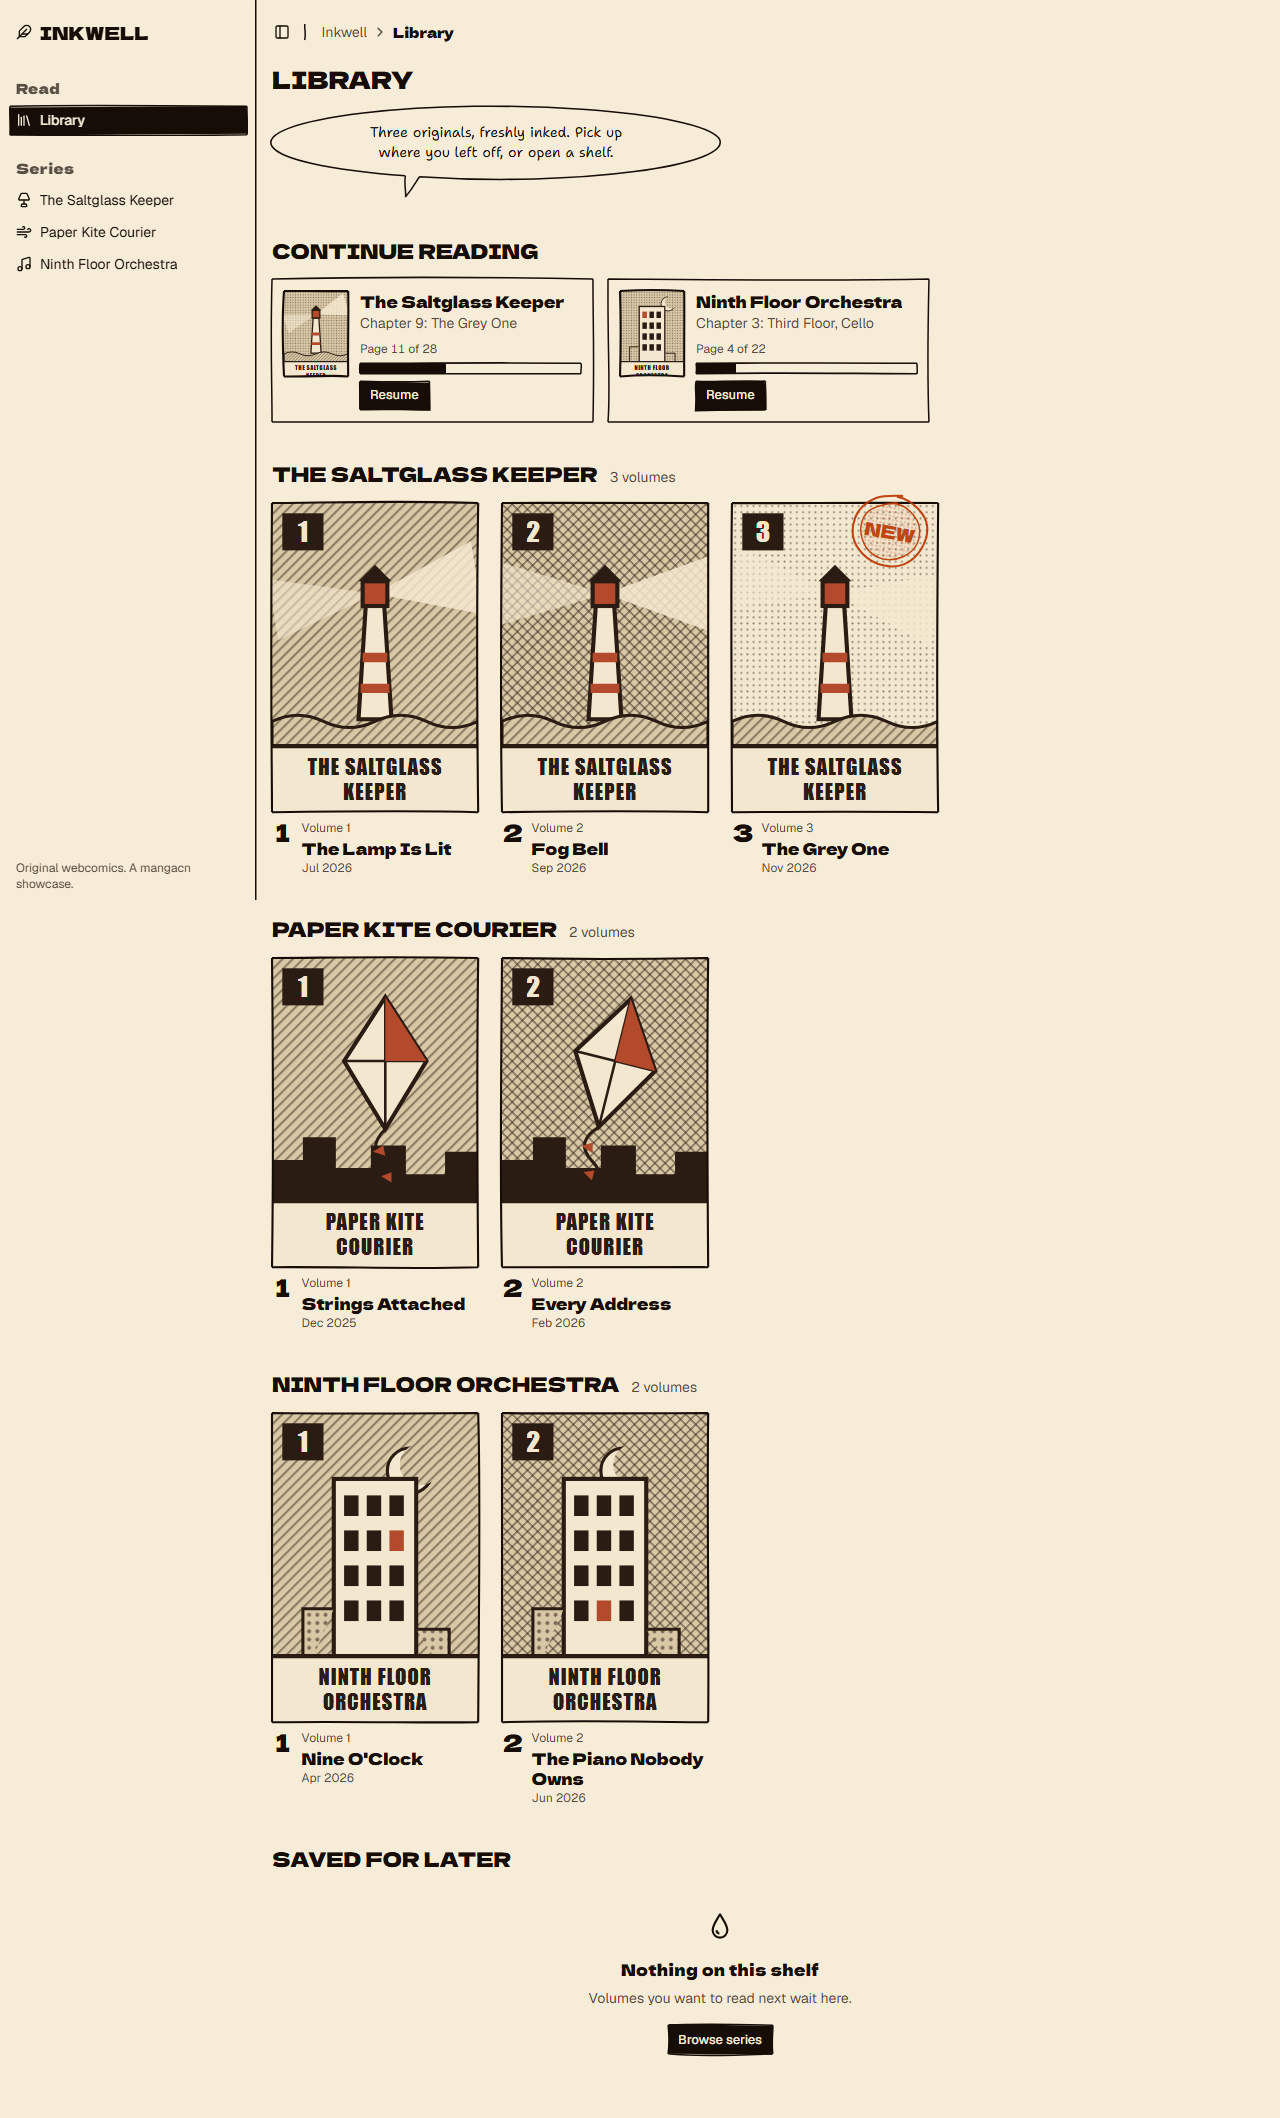 INKWELL
Read
Library
Series
The Saltglass Keeper
Paper Kite Courier
Ninth Floor Orchestra
Original webcomics. A mangacn
showcase.
Inkwell > Library
LIBRARY
Three originals, freshly inked. Pick up
where you left off, or open a shelf.
CONTINUE READING
THE SALTGLASS
KEEPER
The Saltglass Keeper
Chapter 9: The Grey One
Page 11 of 28
Resume
NINTH FLOOR
ORCHESTRA
Ninth Floor Orchestra
Chapter 3: Third Floor, Cello
Page 4 of 22
Resume
THE SALTGLASS KEEPER 3 volumes
1
THE SALTGLASS
KEEPER
1
Volume 1
The Lamp Is Lit
Jul 2026
2
THE SALTGLASS
KEEPER
2
Volume 2
Fog Bell
Sep 2026
3
NEW
THE SALTGLASS
KEEPER
3
Volume 3
The Grey One
Nov 2026
PAPER KITE COURIER 2 volumes
1
PAPER KITE
COURIER
1
Volume 1
Strings Attached
Dec 2025
2
PAPER KITE
COURIER
2
Volume 2
Every Address
Feb 2026
NINTH FLOOR ORCHESTRA 2 volumes
1
NINTH FLOOR
ORCHESTRA
1
Volume 1
Nine O'Clock
Apr 2026
2
NINTH FLOOR
ORCHESTRA
2
Volume 2
The Piano Nobody
Owns
Jun 2026
SAVED FOR LATER
Nothing on this shelf
Volumes you want to read next wait here.
Browse series